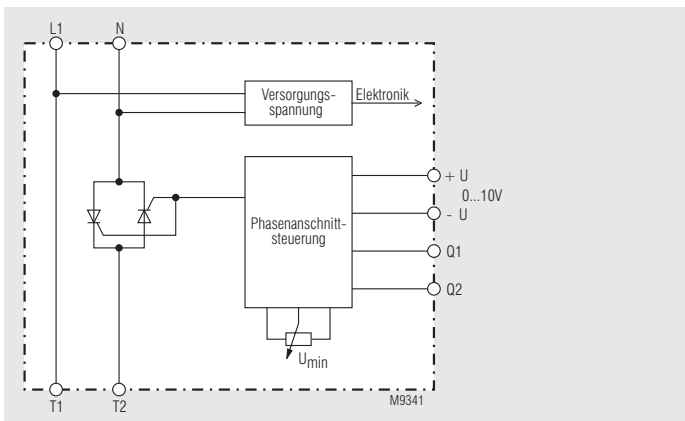 L1
N
Versorgungs-
spannung
Elektronik
Phasenanschnitt-
steuerung
+ U
0...10V
- U
Q1
Q2
Umin
T1
T2
M9341